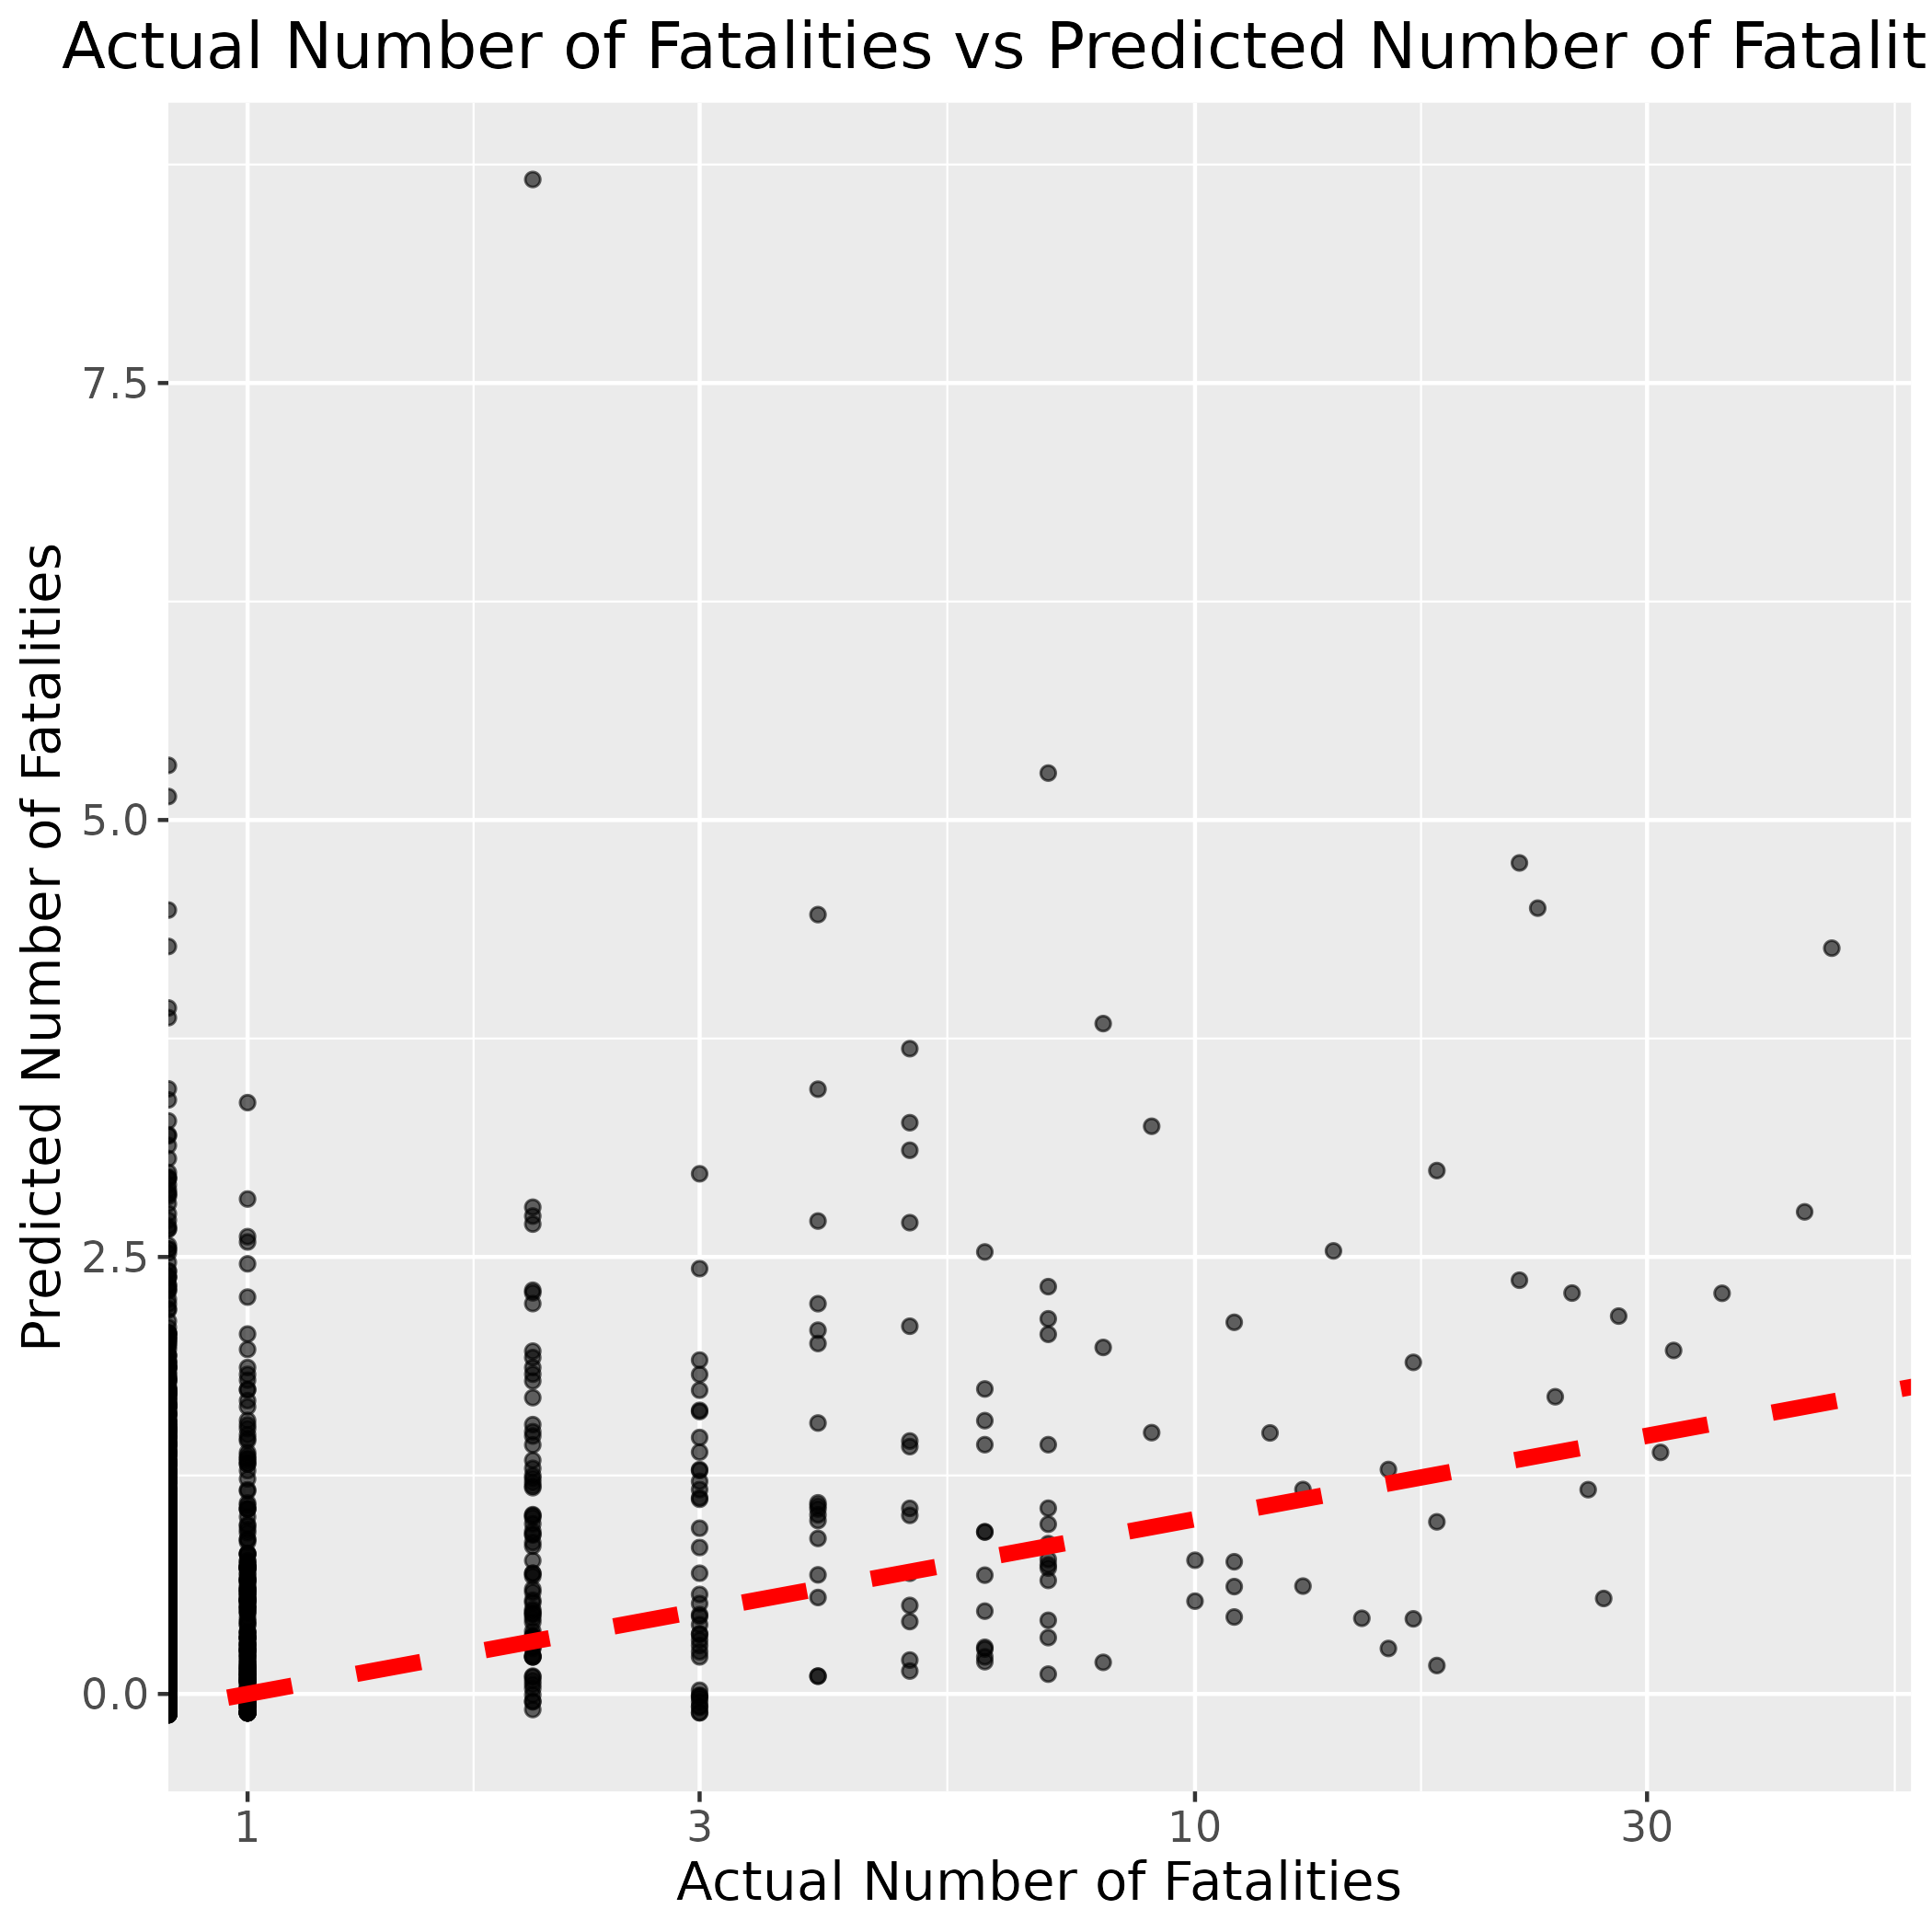 Actual Number of Fatalities vs Predicted Number of Fatalit
Predicted Number of Fatalities
7.5
5.0
2.5
0.0
1 3 10 30
Actual Number of Fatalities